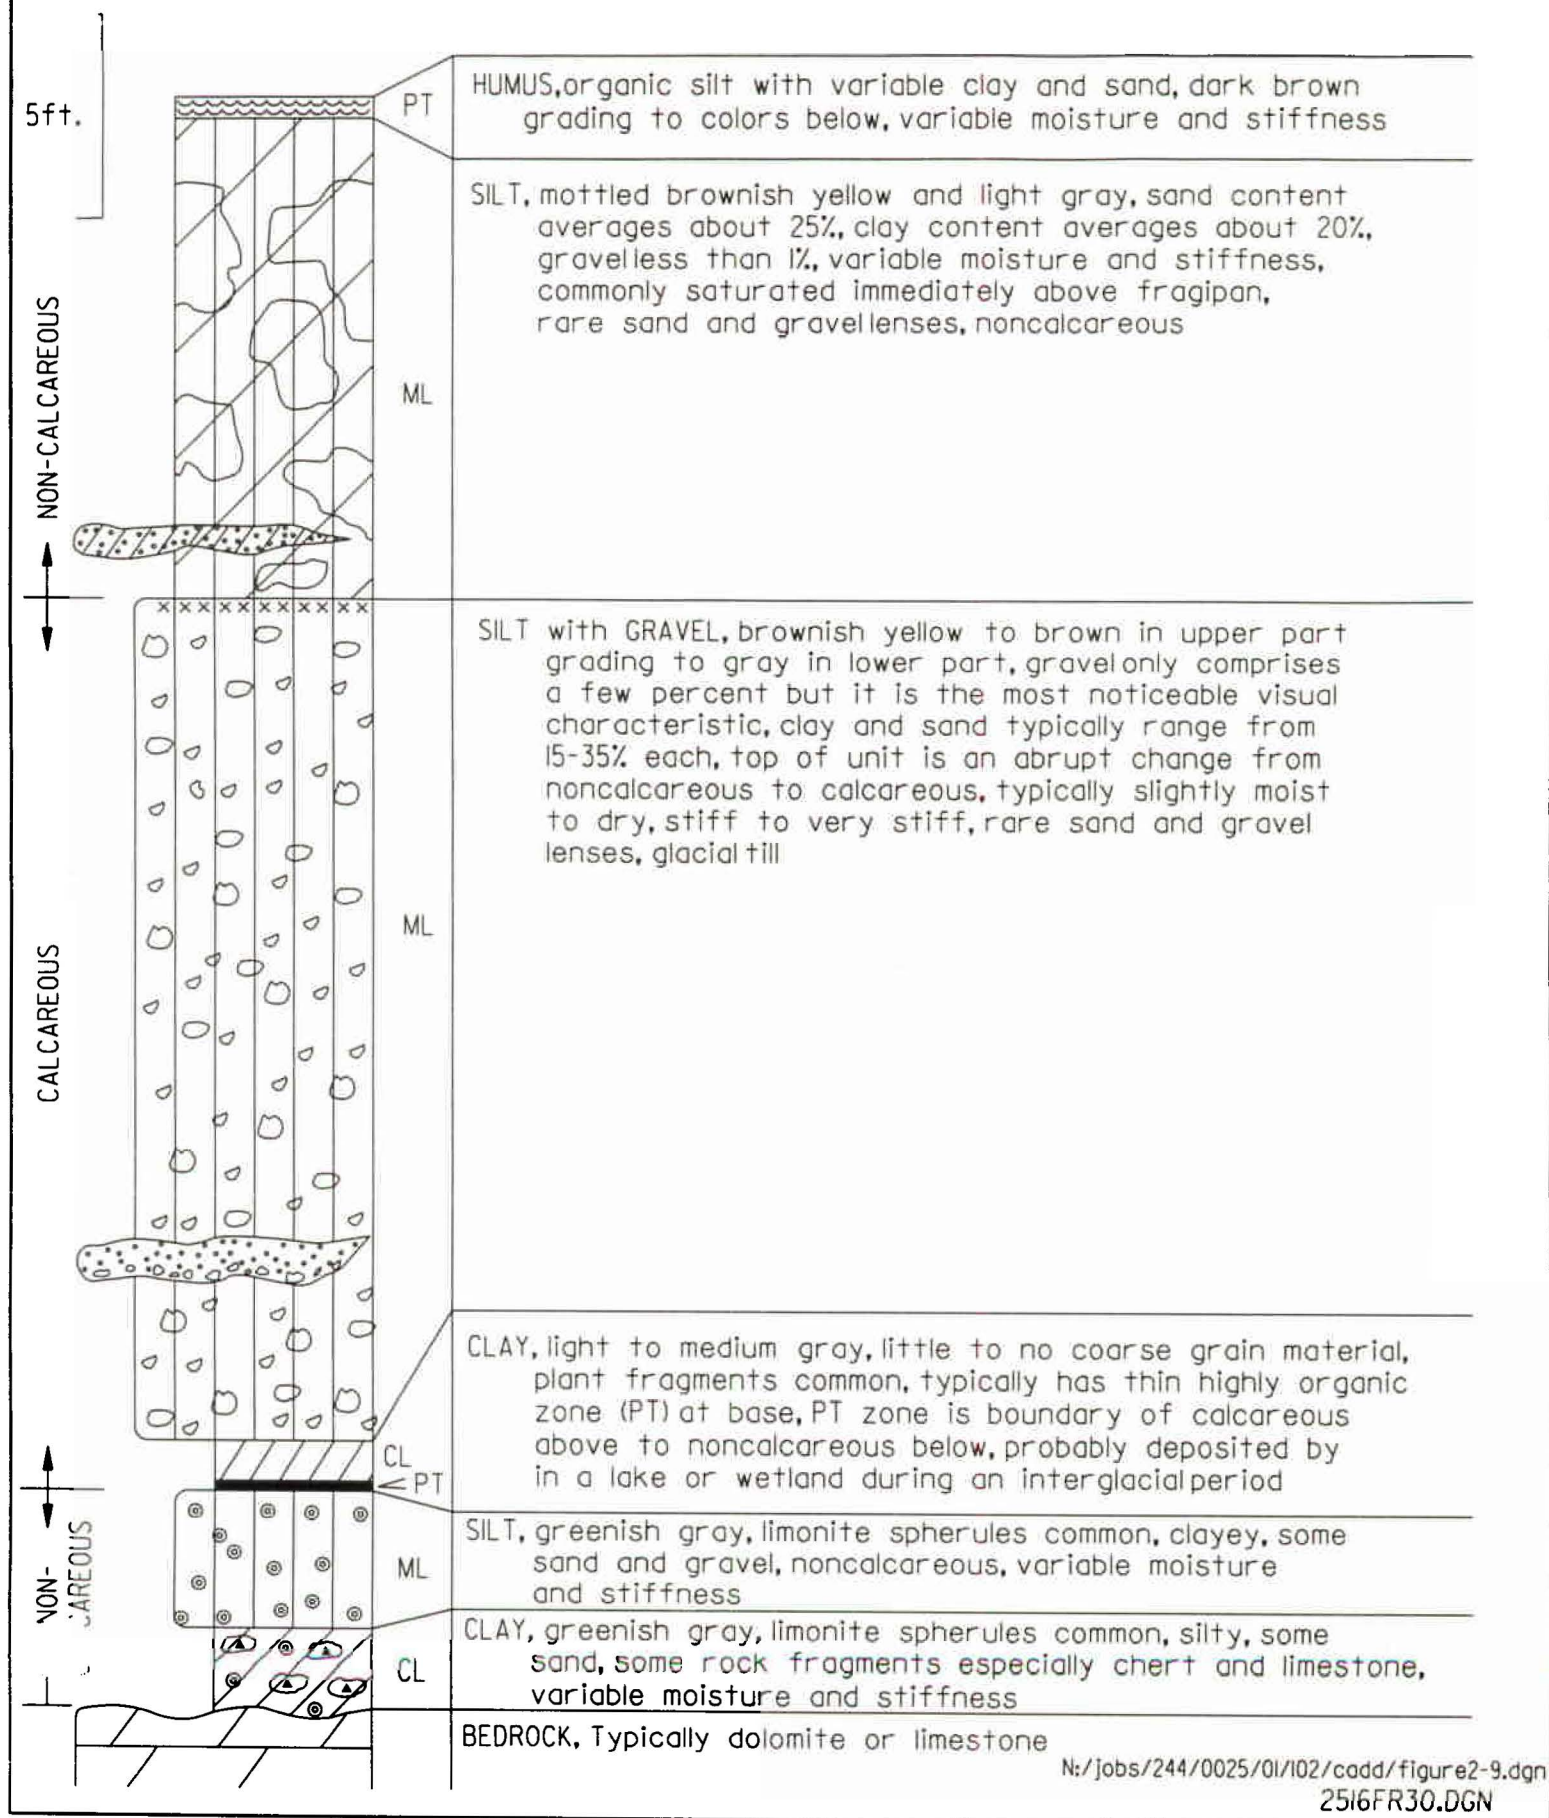 5ft.
PT
HUMUS,organic silt with variable clay and sand, dark brown
grading to colors below, variable moisture and stiffness
SILT, mottled brownish yellow and light gray, sand content
averages about 25%, clay content averages about 20%,
gravel less than 1%, variable moisture and stiffness,
commonly saturated immediately above fragipan,
rare sand and gravel lenses, noncalcareous
NON-CALCAREOUS
ML
x x x x x x x x x x x
SILT with GRAVEL, brownish yellow to brown in upper part
grading to gray in lower part, gravel only comprises
a few percent but it is the most noticeable visual
characteristic, clay and sand typically range from
15-35% each, top of unit is an abrupt change from
noncalcareous to calcareous, typically slightly moist
to dry, stiff to very stiff, rare sand and gravel
lenses, glacial till
ML
CALCAREOUS
CLAY, light to medium gray, little to no coarse grain material,
plant fragments common, typically has thin highly organic
zone (PT) at base, PT zone is boundary of calcareous
above to noncalcareous below, probably deposited by
in a lake or wetland during an interglacial period
CL
PT
SILT, greenish gray, limonite spherules common, clayey, some
sand and gravel, noncalcareous, variable moisture
and stiffness
ML
NON-
CAREOUS
CLAY, greenish gray, limonite spherules common, silty, some
sand, some rock fragments especially chert and limestone,
variable moisture and stiffness
CL
BEDROCK, Typically dolomite or limestone
N:/jobs/244/0025/01/102/cadd/figure2-9.dgn
2516FR30.DGN